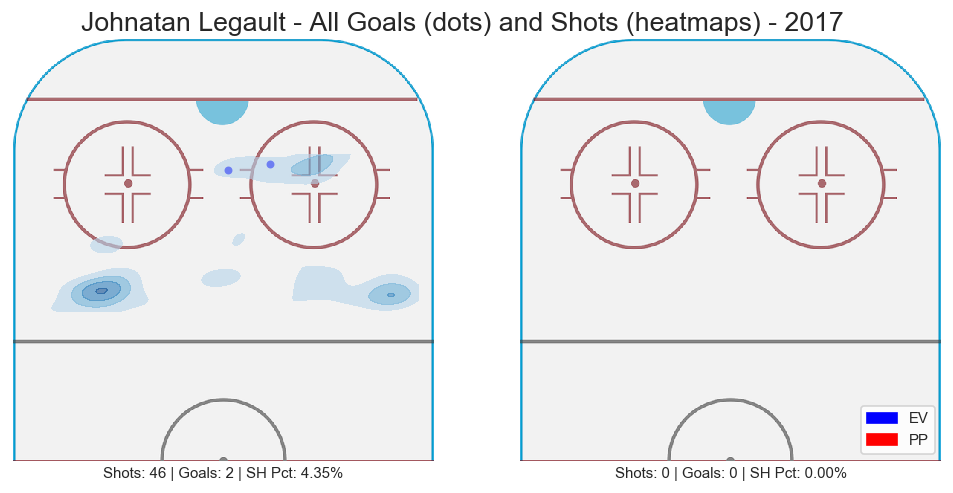 Johnatan Legault - All Goals (dots) and Shots (heatmaps) - 2017
EV
PP
Shots: 46 | Goals: 2 | SH Pct: 4.35%
Shots: 0 | Goals: 0 | SH Pct: 0.00%